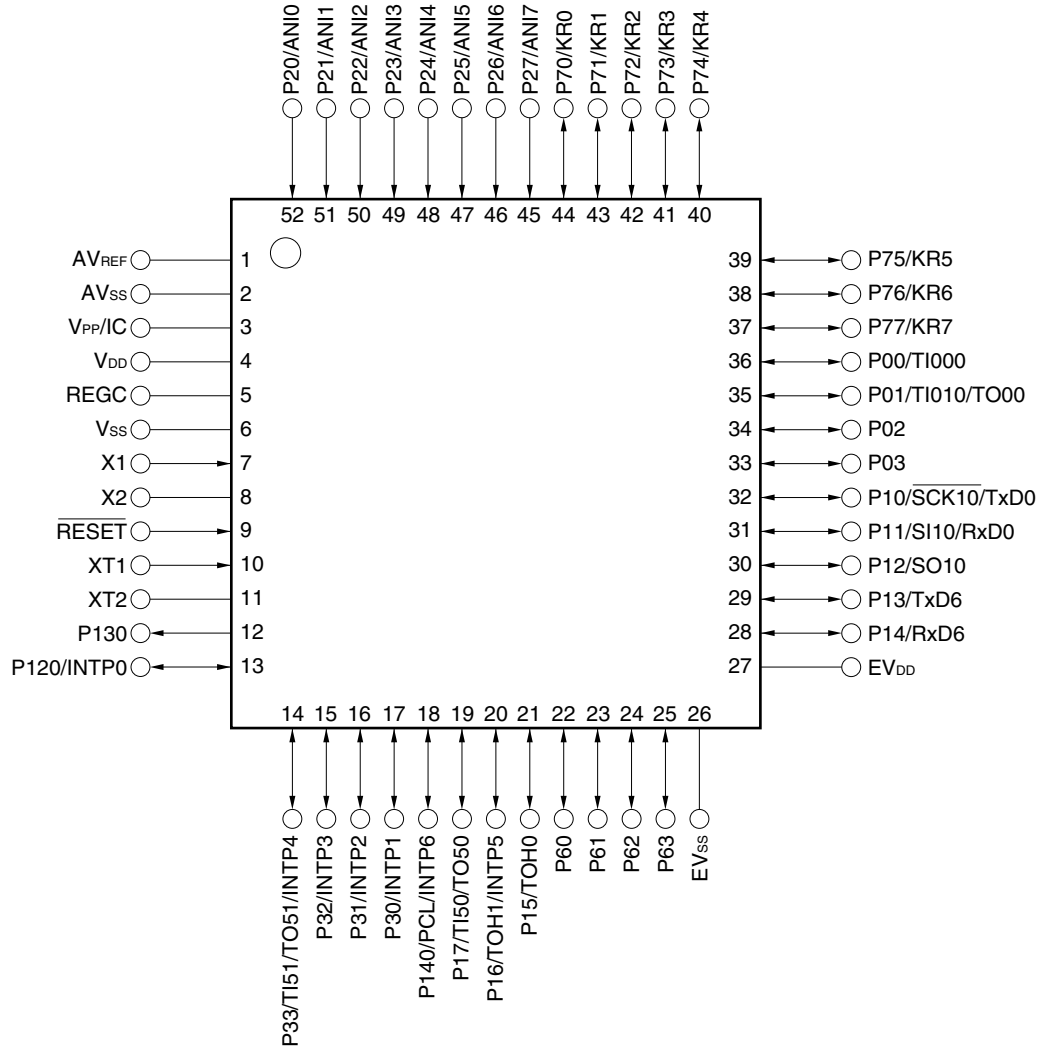 P20/ANI0
P21/ANI1
P22/ANI2
P23/ANI3
P24/ANI4
P25/ANI5
P26/ANI6
P27/ANI7
P70/KR0
P71/KR1
P72/KR2
P73/KR3
P74/KR4
52 51 50 49 48 47 46 45 44 43 42 41 40
AVREF 1
AVSS 2
VPP/IC 3
VDD 4
REGC 5
VSS 6
X1 7
X2 8
RESET 9
XT1 10
XT2 11
P130 12
P120/INTP0 13
39 P75/KR5
38 P76/KR6
37 P77/KR7
36 P00/TI000
35 P01/TI010/TO00
34 P02
33 P03
32 P10/SCK10/TxD0
31 P11/SI10/RxD0
30 P12/SO10
29 P13/TxD6
28 P14/RxD6
27 EVDD
14 15 16 17 18 19 20 21 22 23 24 25 26
P33/TI51/TO51/INTP4
P32/INTP3
P31/INTP2
P30/INTP1
P140/PCL/INTP6
P17/TI50/TO50
P16/TOH1/INTP5
P15/TOH0
P60
P61
P62
P63
EVSS